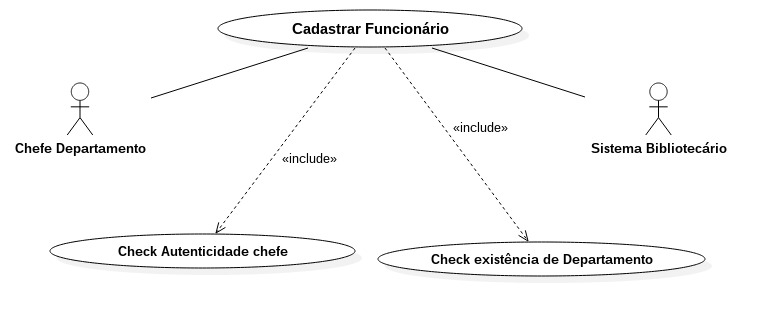 Cadastrar Funcionário
«include»
Chefe Departamento
Sistema Bibliotecário
«include»
Check Autenticidade chefe
Check existência de Departamento